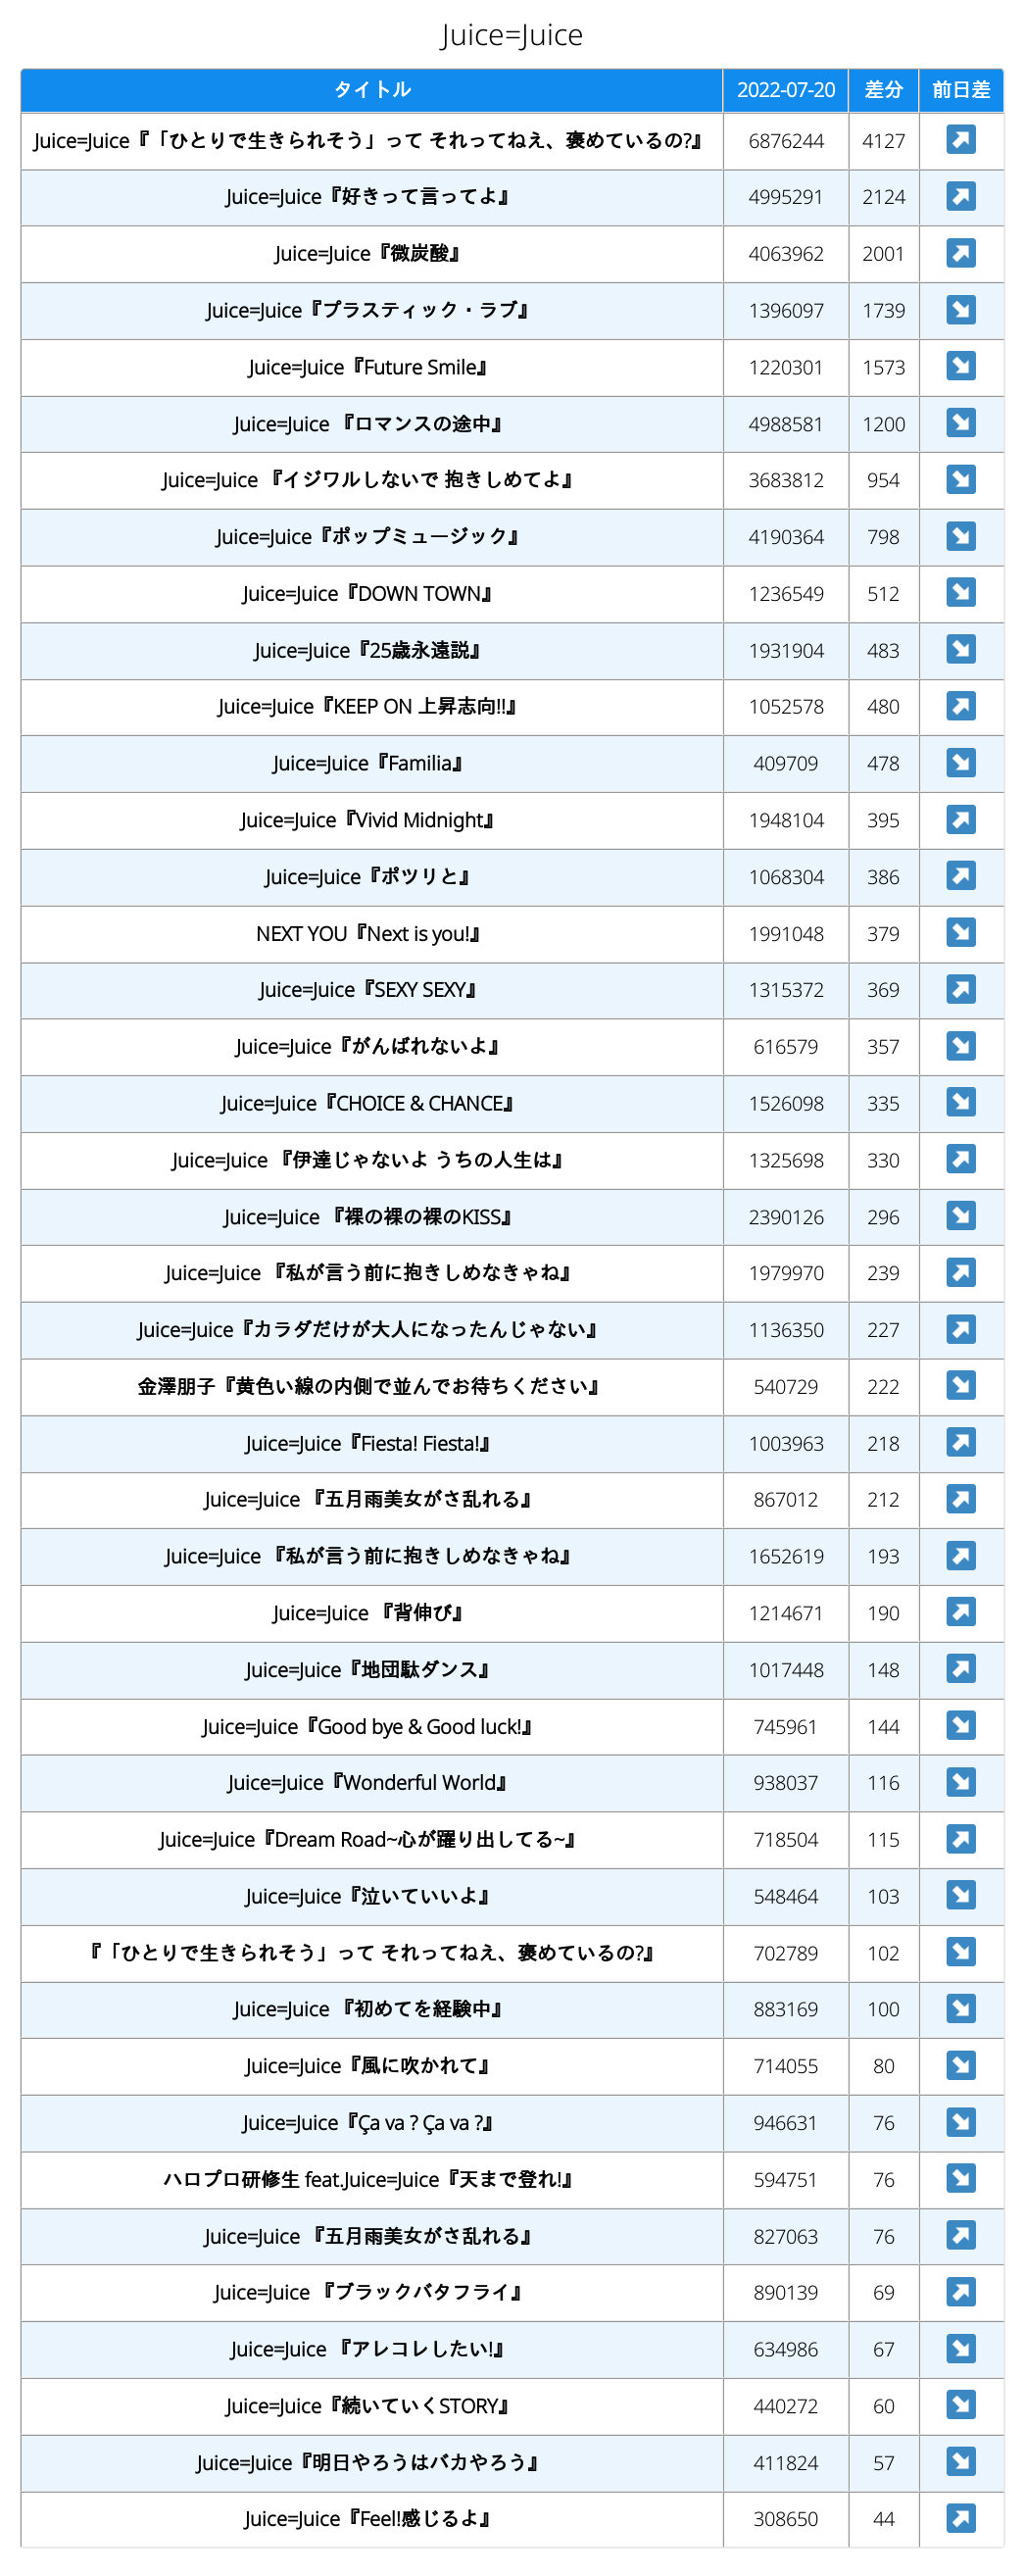 Juice=Juice
タイトル 2022-07-20 差分 前日差
Juice=Juice『「ひとりで生きられそう」って それってねえ、褒めているの?』 6876244 4127 ↗
Juice=Juice『好きって言ってよ』 4995291 2124 ↗
Juice=Juice『微炭酸』 4063962 2001 ↗
Juice=Juice『プラスティック・ラブ』 1396097 1739 ↘
Juice=Juice『Future Smile』 1220301 1573 ↘
Juice=Juice 『ロマンスの途中』 4988581 1200 ↘
Juice=Juice 『イジワルしないで 抱きしめてよ』 3683812 954 ↘
Juice=Juice『ポップミュージック』 4190364 798 ↘
Juice=Juice『DOWN TOWN』 1236549 512 ↘
Juice=Juice『25歳永遠説』 1931904 483 ↘
Juice=Juice『KEEP ON 上昇志向!!』 1052578 480 ↗
Juice=Juice『Familia』 409709 478 ↘
Juice=Juice『Vivid Midnight』 1948104 395 ↗
Juice=Juice『ポツリと』 1068304 386 ↗
NEXT YOU『Next is you!』 1991048 379 ↘
Juice=Juice『SEXY SEXY』 1315372 369 ↗
Juice=Juice『がんばれないよ』 616579 357 ↘
Juice=Juice『CHOICE & CHANCE』 1526098 335 ↘
Juice=Juice 『伊達じゃないよ うちの人生は』 1325698 330 ↗
Juice=Juice 『裸の裸の裸のKISS』 2390126 296 ↘
Juice=Juice 『私が言う前に抱きしめなきゃね』 1979970 239 ↗
Juice=Juice『カラダだけが大人になったんじゃない』 1136350 227 ↗
金澤朋子『黄色い線の内側で並んでお待ちください』 540729 222 ↘
Juice=Juice『Fiesta! Fiesta!』 1003963 218 ↗
Juice=Juice 『五月雨美女がさ乱れる』 867012 212 ↗
Juice=Juice 『私が言う前に抱きしめなきゃね』 1652619 193 ↗
Juice=Juice 『背伸び』 1214671 190 ↗
Juice=Juice『地団駄ダンス』 1017448 148 ↗
Juice=Juice『Good bye & Good luck!』 745961 144 ↘
Juice=Juice『Wonderful World』 938037 116 ↘
Juice=Juice『Dream Road~心が躍り出してる~』 718504 115 ↗
Juice=Juice『泣いていいよ』 548464 103 ↘
『「ひとりで生きられそう」って それってねえ、褒めているの?』 702789 102 ↘
Juice=Juice 『初めてを経験中』 883169 100 ↘
Juice=Juice『風に吹かれて』 714055 80 ↘
Juice=Juice『Ça va ? Ça va ?』 946631 76 ↘
ハロプロ研修生 feat.Juice=Juice『天まで登れ!』 594751 76 ↘
Juice=Juice 『五月雨美女がさ乱れる』 827063 76 ↗
Juice=Juice 『ブラックバタフライ』 890139 69 ↗
Juice=Juice 『アレコレしたい!』 634986 67 ↘
Juice=Juice『続いていくSTORY』 440272 60 ↘
Juice=Juice『明日やろうはバカやろう』 411824 57 ↘
Juice=Juice『Feel!感じるよ』 308650 44 ↗